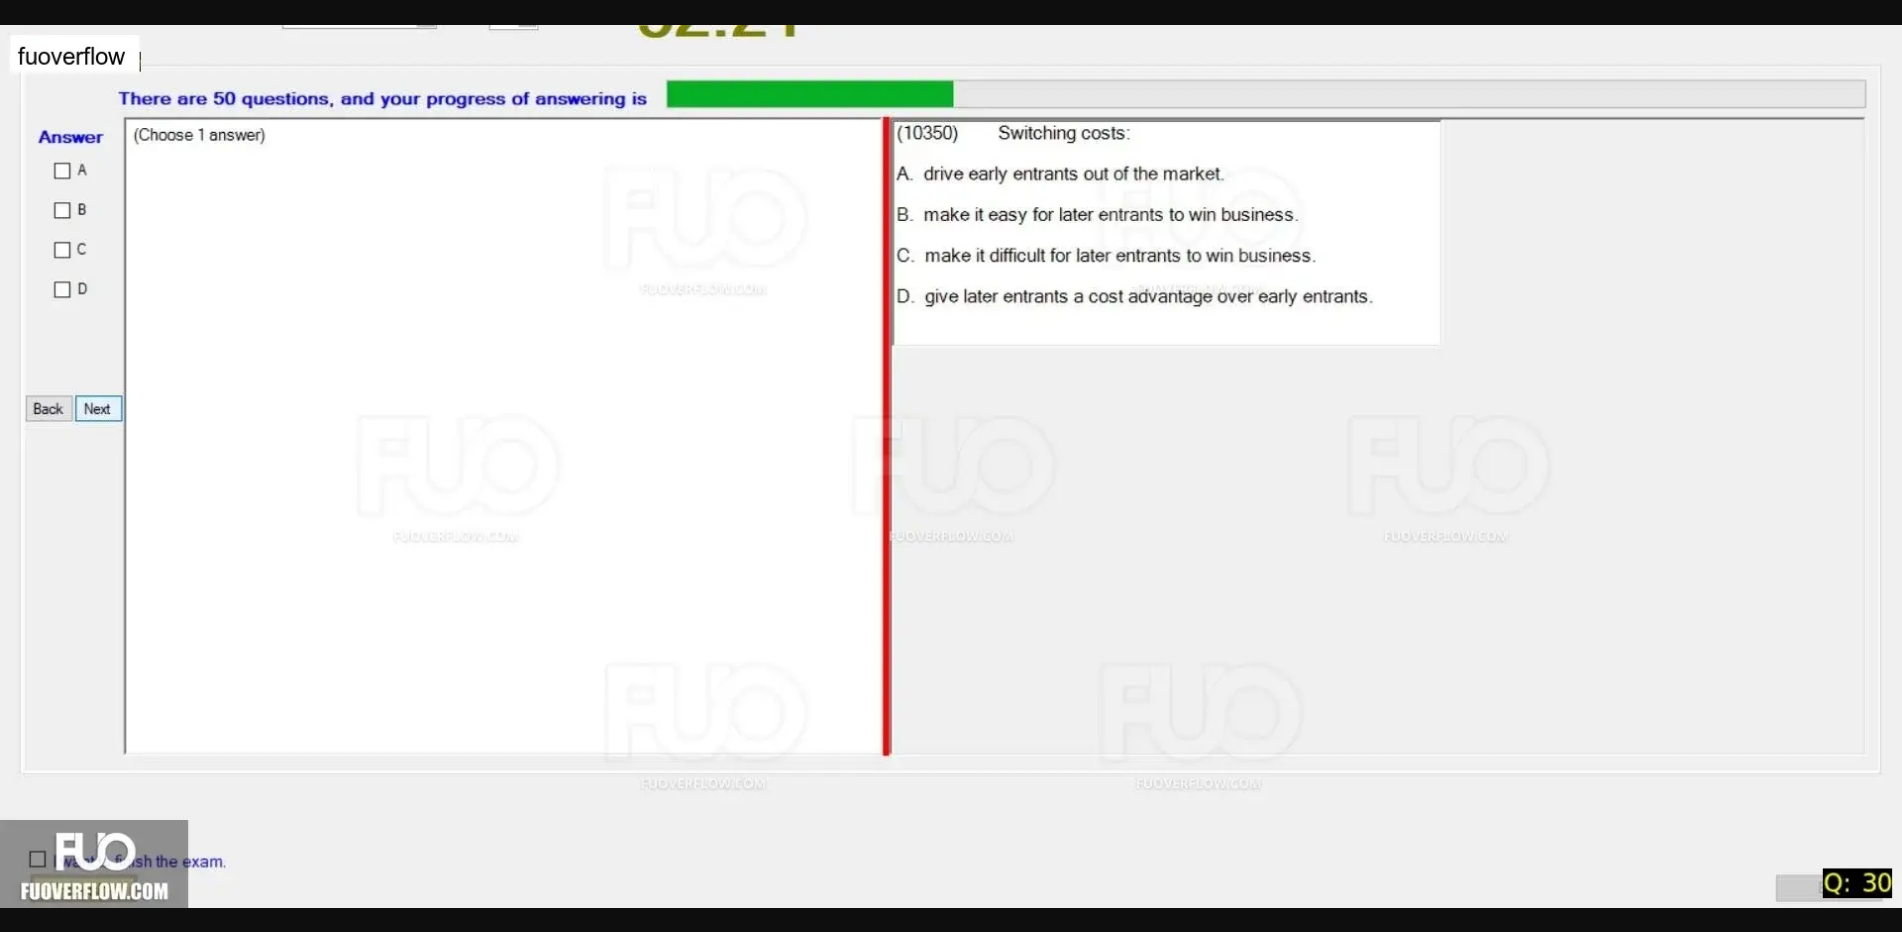 fuoverflow
There are 50 questions, and your progress of answering is
Answer
(Choose 1 answer)
A
B
C
D
Back
Next
(10350) Switching costs:
A. drive early entrants out of the market.
B. make it easy for later entrants to win business.
C. make it difficult for later entrants to win business.
D. give later entrants a cost advantage over early entrants.
FUO
FUOVERFLOW.COM
FUO
FUOVERFLOW.COM
FUO
FUOVERFLOW.COM
FUO
FUOVERFLOW.COM
FUO
FUOVERFLOW.COM
FUO
FUOVERFLOW.COM
FUO
FUOVERFLOW.COM
the exam.
FUO
FUOVERFLOW.COM
Q: 30